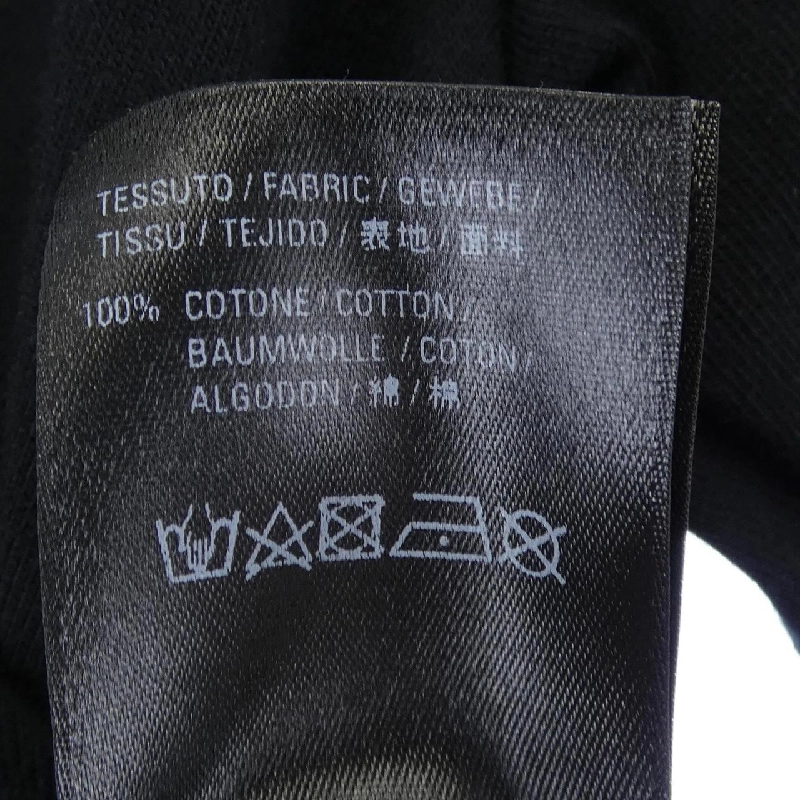 TESSUTO / FABRIC / GEWEBE /
TISSU / TEJIDO / 表地 / 面料
100% COTONE / COTTON /
BAUMWOLLE / COTON /
ALGODON / 綿 / 棉